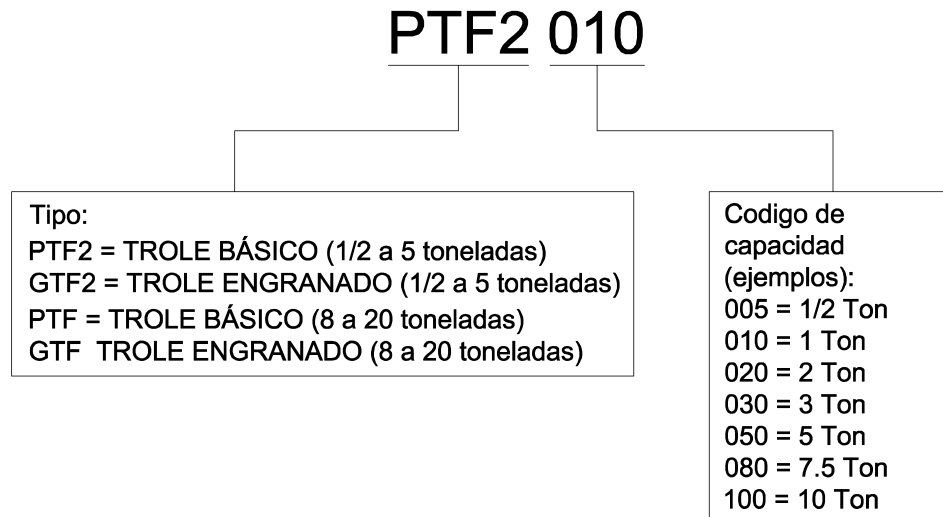 PTF2 010
Tipo:
PTF2 = TROLE BÁSICO (1/2 a 5 toneladas)
GTF2 = TROLE ENGRANADO (1/2 a 5 toneladas)
PTF = TROLE BÁSICO (8 a 20 toneladas)
GTF TROLE ENGRANADO (8 a 20 toneladas)
Codigo de
capacidad
(ejemplos):
005 = 1/2 Ton
010 = 1 Ton
020 = 2 Ton
030 = 3 Ton
050 = 5 Ton
080 = 7.5 Ton
100 = 10 Ton